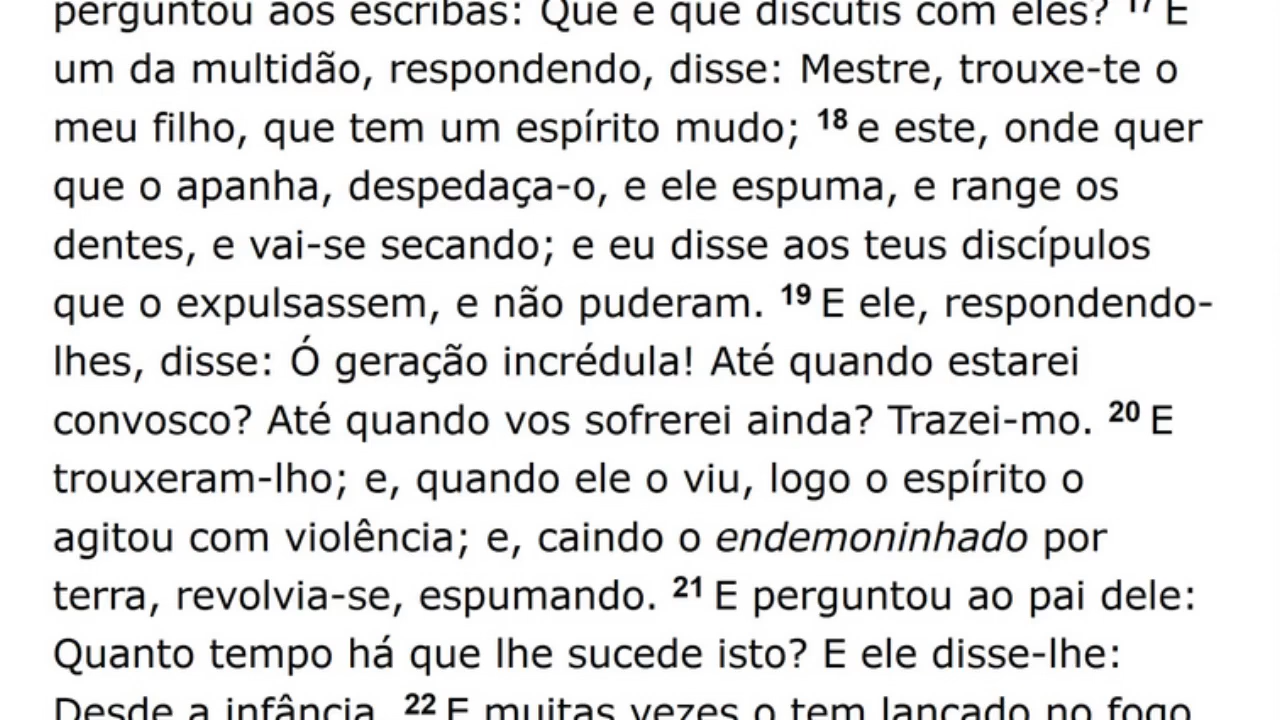 perguntou aos escribas: Que é que discutis com eles? 17 E
um da multidão, respondendo, disse: Mestre, trouxe-te o
meu filho, que tem um espírito mudo; 18 e este, onde quer
que o apanha, despedaça-o, e ele espuma, e range os
dentes, e vai-se secando; e eu disse aos teus discípulos
que o expulsassem, e não puderam. 19 E ele, respondendo-
lhes, disse: Ó geração incrédula! Até quando estarei
convosco? Até quando vos sofrerei ainda? Trazei-mo. 20 E
trouxeram-lho; e, quando ele o viu, logo o espírito o
agitou com violência; e, caindo o endemoninhado por
terra, revolvia-se, espumando. 21 E perguntou ao pai dele:
Quanto tempo há que lhe sucede isto? E ele disse-lhe:
Desde a infância. 22 E muitas vezes o tem lançado no fogo